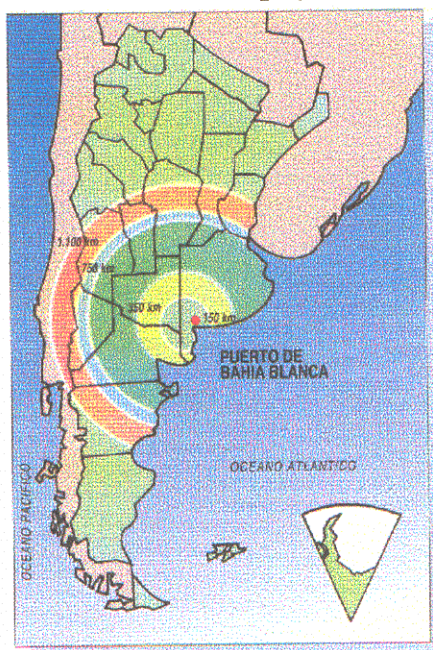 1.100 km
750 km
350 km
150 km
PUERTO DE
BAHIA BLANCA
OCEANO ATLANTICO
OCEANO PACIFICO